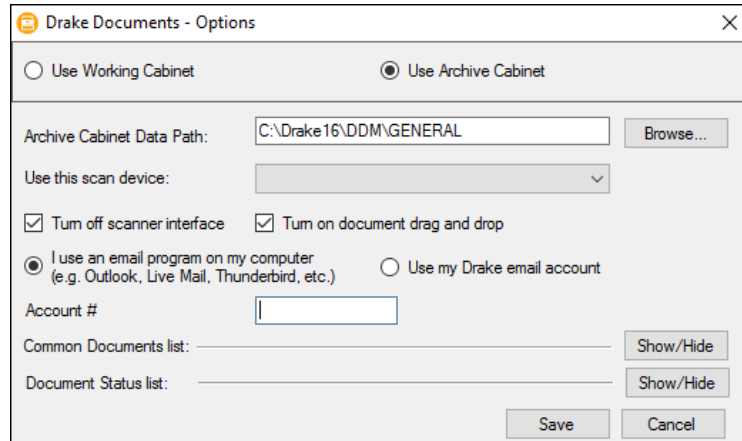 Drake Documents - Options
Use Working Cabinet
Use Archive Cabinet
Archive Cabinet Data Path:
C:\Drake16\DDM\GENERAL
Browse...
Use this scan device:
Turn off scanner interface
Turn on document drag and drop
I use an email program on my computer
(e.g. Outlook, Live Mail, Thunderbird, etc.)
Use my Drake email account
Account #
Common Documents list:
Show/Hide
Document Status list:
Show/Hide
Save
Cancel